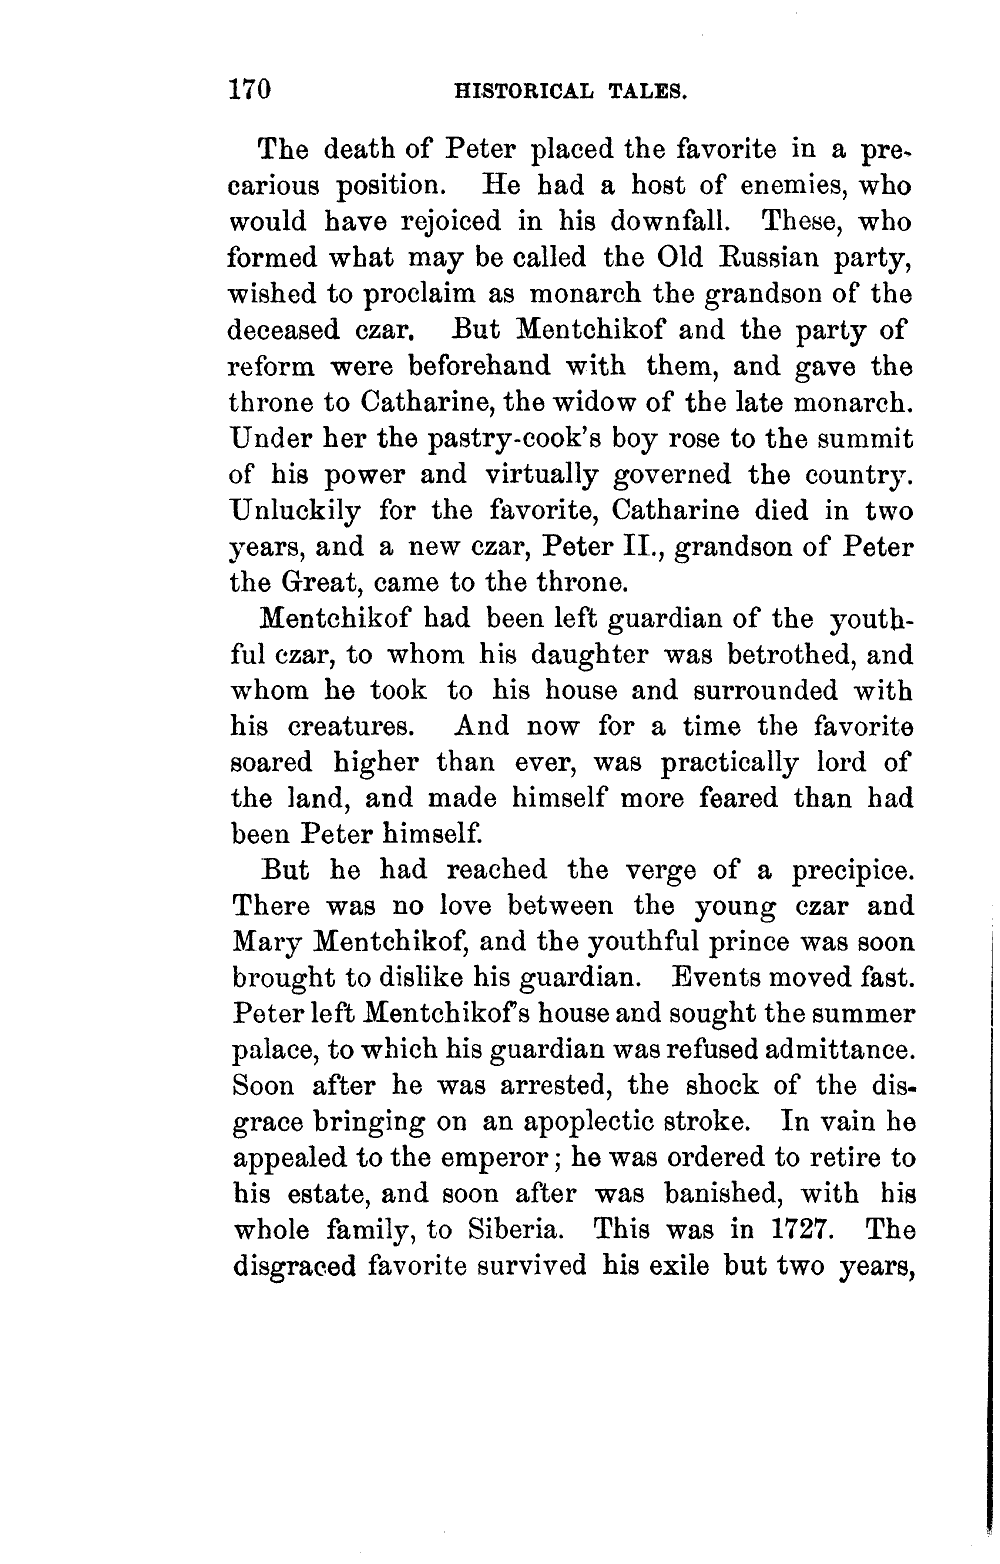 170 HISTORICAL TALES.
The death of Peter placed the favorite in a pre-
carious position. He had a host of enemies, who
would have rejoiced in his downfall. These, who
formed what may be called the Old Russian party,
wished to proclaim as monarch the grandson of the
deceased czar. But Mentchikof and the party of
reform were beforehand with them, and gave the
throne to Catharine, the widow of the late monarch.
Under her the pastry-cook's boy rose to the summit
of his power and virtually governed the country.
Unluckily for the favorite, Catharine died in two
years, and a new czar, Peter II., grandson of Peter
the Great, came to the throne.
Mentchikof had been left guardian of the youth-
ful czar, to whom his daughter was betrothed, and
whom he took to his house and surrounded with
his creatures. And now for a time the favorite
soared higher than ever, was practically lord of
the land, and made himself more feared than had
been Peter himself.
But he had reached the verge of a precipice.
There was no love between the young czar and
Mary Mentchikof, and the youthful prince was soon
brought to dislike his guardian. Events moved fast.
Peter left Mentchikof's house and sought the summer
palace, to which his guardian was refused admittance.
Soon after he was arrested, the shock of the dis-
grace bringing on an apoplectic stroke. In vain he
appealed to the emperor; he was ordered to retire to
his estate, and soon after was banished, with his
whole family, to Siberia. This was in 1727. The
disgraced favorite survived his exile but two years,